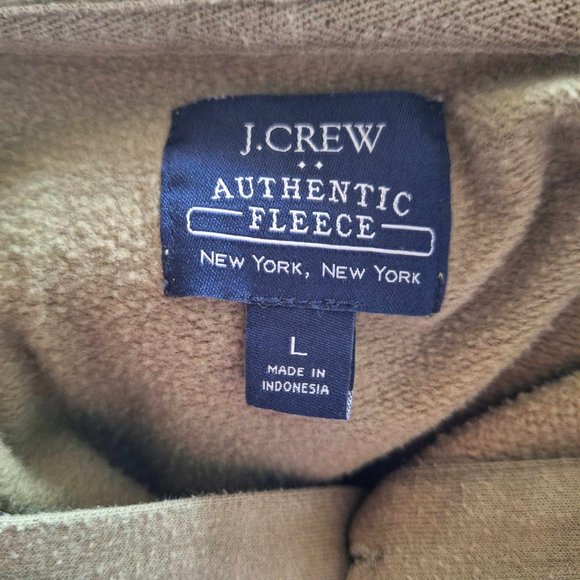 J.CREW
AUTHENTIC
FLEECE
NEW YORK, NEW YORK
L
MADE IN
INDONESIA